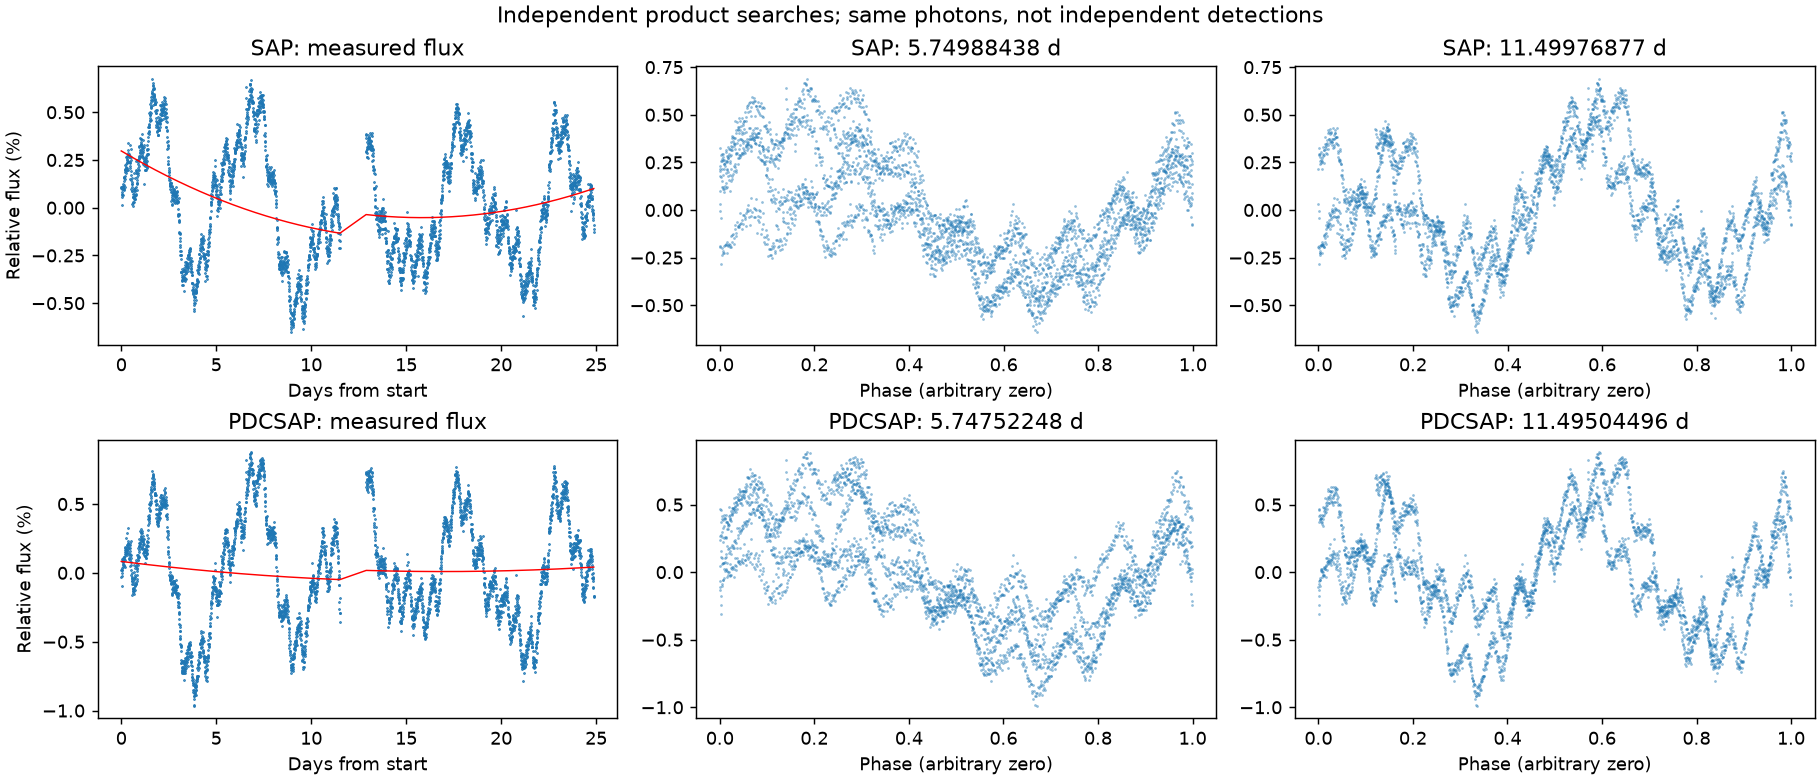 Independent product searches; same photons, not independent detections
SAP: measured flux
SAP: 5.74988438 d
SAP: 11.49976877 d
Relative flux (%)
0.50
0.25
0.00
−0.25
−0.50
0 5 10 15 20 25
Days from start
0.75
0.50
0.25
0.00
−0.25
−0.50
0.0 0.2 0.4 0.6 0.8 1.0
Phase (arbitrary zero)
0.75
0.50
0.25
0.00
−0.25
−0.50
0.0 0.2 0.4 0.6 0.8 1.0
Phase (arbitrary zero)
PDCSAP: measured flux
PDCSAP: 5.74752248 d
PDCSAP: 11.49504496 d
Relative flux (%)
0.5
0.0
−0.5
−1.0
0 5 10 15 20 25
Days from start
0.5
0.0
−0.5
−1.0
0.0 0.2 0.4 0.6 0.8 1.0
Phase (arbitrary zero)
0.5
0.0
−0.5
−1.0
0.0 0.2 0.4 0.6 0.8 1.0
Phase (arbitrary zero)